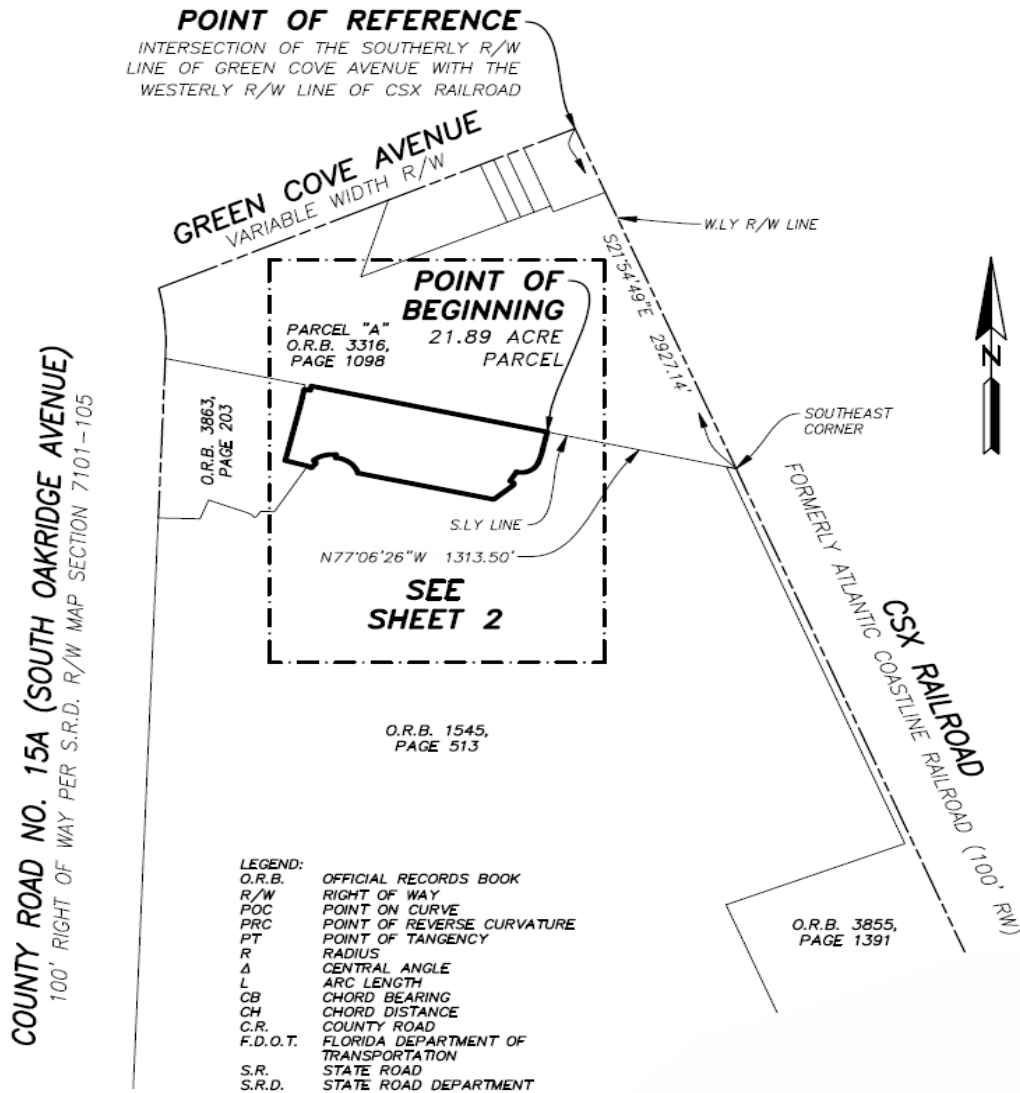 POINT OF REFERENCE
INTERSECTION OF THE SOUTHERLY R/W
LINE OF GREEN COVE AVENUE WITH THE
WESTERLY R/W LINE OF CSX RAILROAD
GREEN COVE AVENUE
VARIABLE WIDTH R/W
W.LY R/W LINE
S21°54'49"E 2927.14'
POINT OF
BEGINNING
21.89 ACRE
PARCEL
PARCEL "A"
O.R.B. 3316,
PAGE 1098
N
O.R.B. 3863,
PAGE 203
SOUTHEAST
CORNER
S.LY LINE
N77°06'26"W 1313.50'
SEE
SHEET 2
COUNTY ROAD NO. 15A (SOUTH OAKRIDGE AVENUE)
100' RIGHT OF WAY PER S.R.D. R/W MAP SECTION 7101-105
CSX RAILROAD
FORMERLY ATLANTIC COASTLINE RAILROAD (100' RW)
O.R.B. 1545,
PAGE 513
O.R.B. 3855,
PAGE 1391
LEGEND:
O.R.B. OFFICIAL RECORDS BOOK
R/W RIGHT OF WAY
POC POINT ON CURVE
PRC POINT OF REVERSE CURVATURE
PT POINT OF TANGENCY
R RADIUS
Δ CENTRAL ANGLE
L ARC LENGTH
CB CHORD BEARING
CH CHORD DISTANCE
C.R. COUNTY ROAD
F.D.O.T. FLORIDA DEPARTMENT OF
TRANSPORTATION
S.R. STATE ROAD
S.R.D. STATE ROAD DEPARTMENT